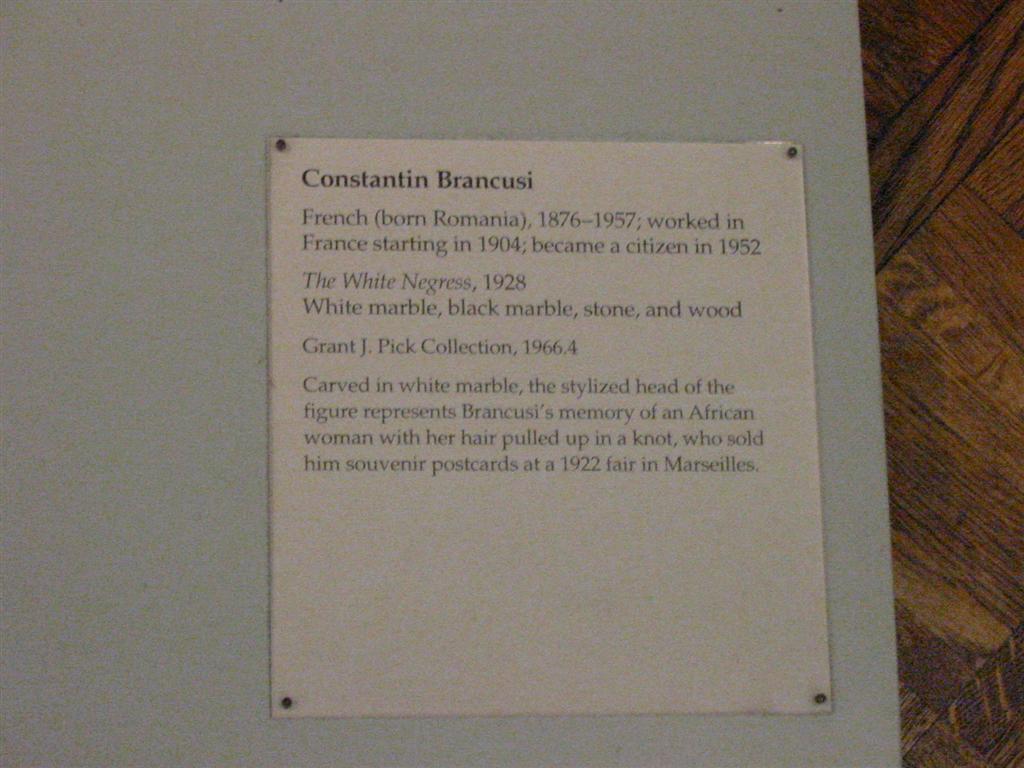 Constantin Brancusi
French (born Romania), 1876–1957; worked in
France starting in 1904; became a citizen in 1952
The White Negress, 1928
White marble, black marble, stone, and wood
Grant J. Pick Collection, 1966.4
Carved in white marble, the stylized head of the
figure represents Brancusi's memory of an African
woman with her hair pulled up in a knot, who sold
him souvenir postcards at a 1922 fair in Marseilles.